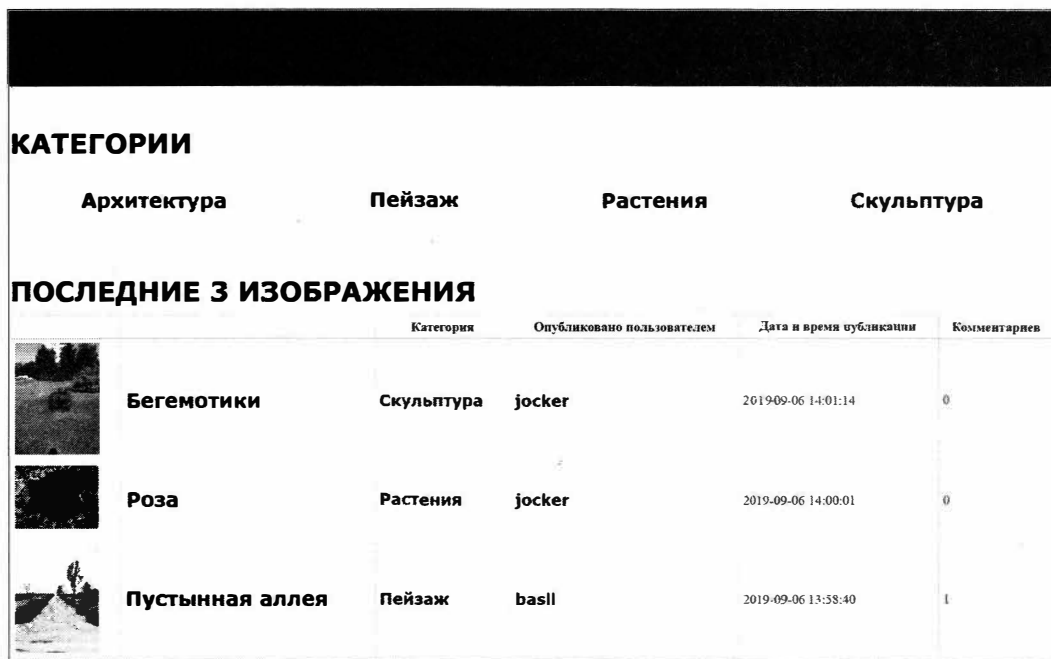 КАТЕГОРИИ
Архитектура Пейзаж Растения Скульптура
ПОСЛЕДНИЕ 3 ИЗОБРАЖЕНИЯ
Категория Опубликовано пользователем Дата и время публикации Комментариев
Бегемотики Скульптура jocker 2019-09-06 14:01:14 0
Роза Растения jocker 2019-09-06 14:00:01 0
Пустынная аллея Пейзаж basil 2019-09-06 13:58:40 1